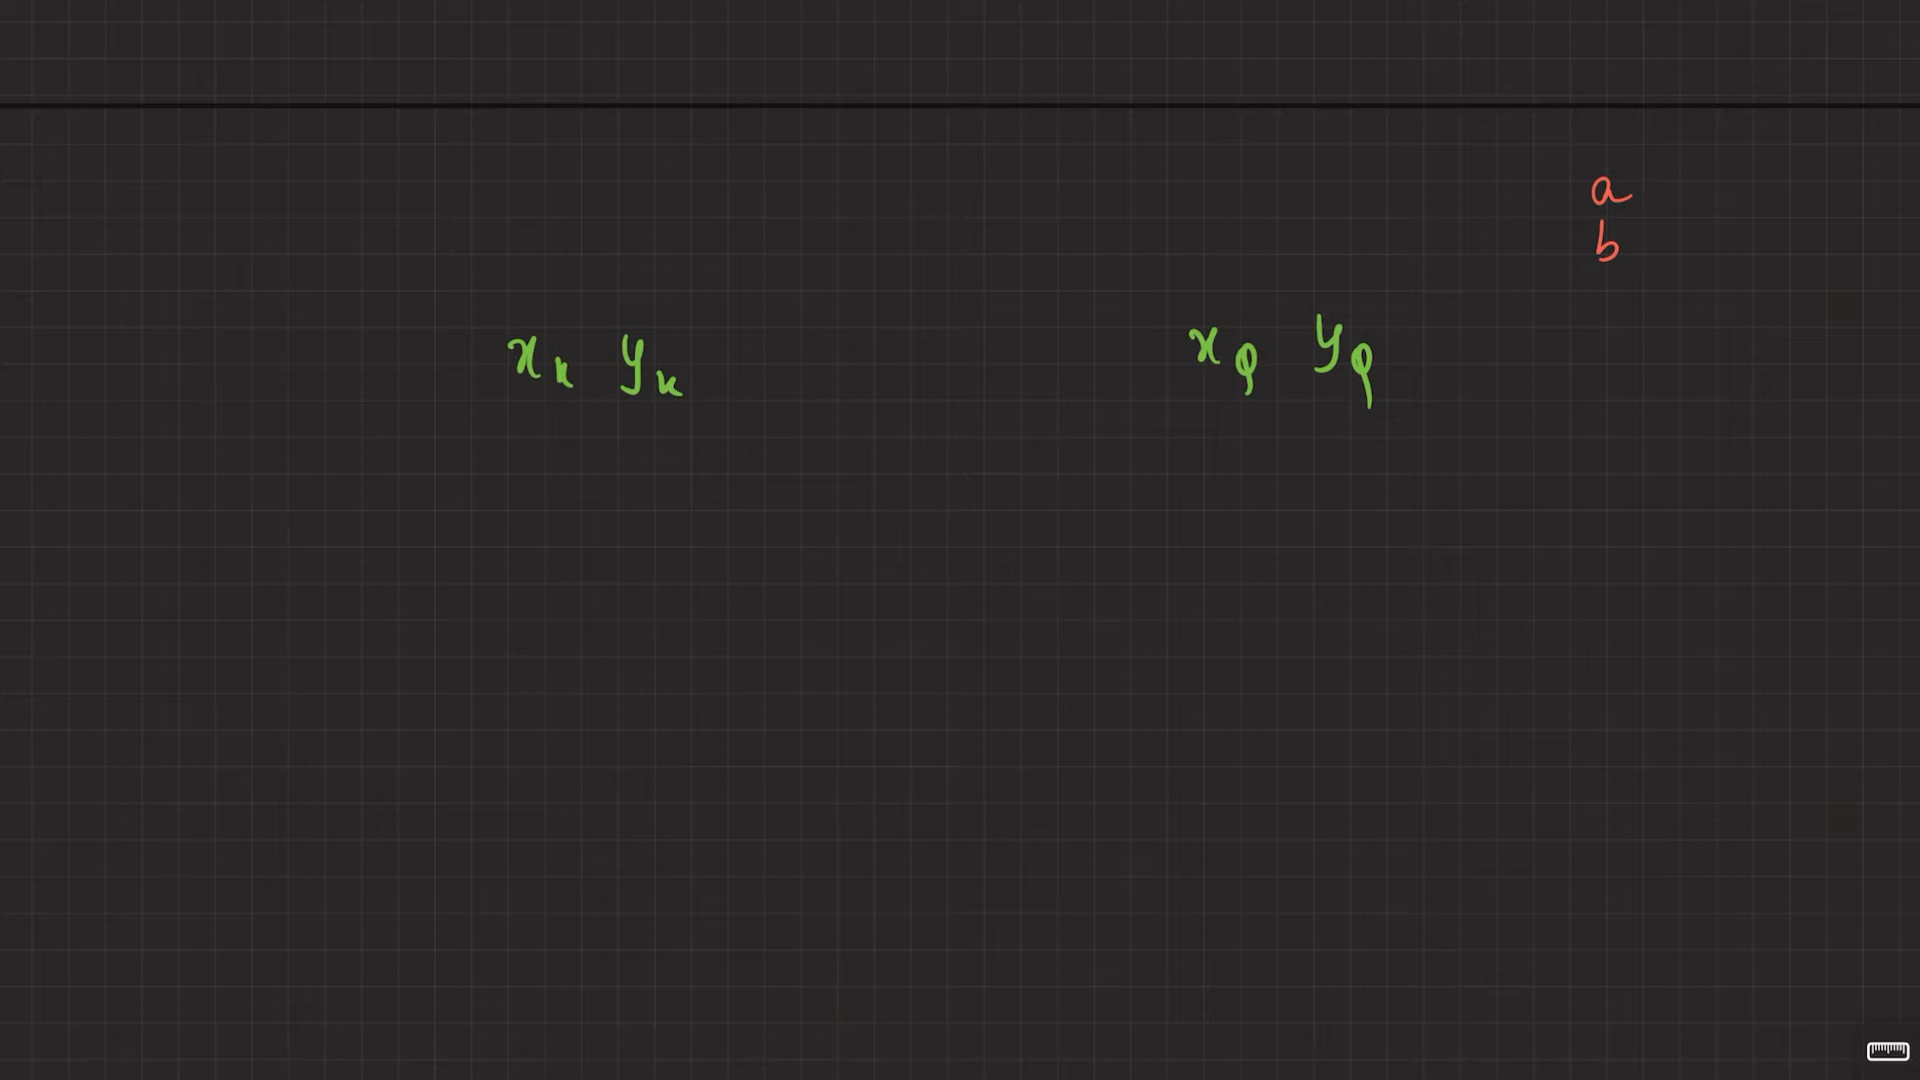 a
b
xₖ yₖ xᵩ yᵩ